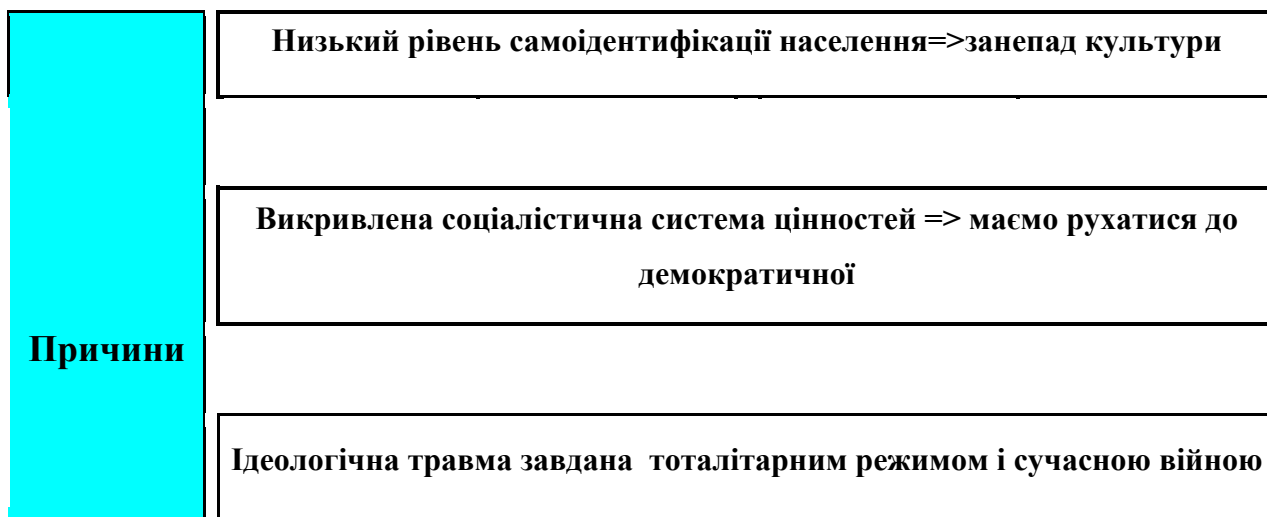 Низький рівень самоідентифікації населення=>занепад культури
Викривлена соціалістична система цінностей => маємо рухатися до
демократичної
Причини
Ідеологічна травма завдана тоталітарним режимом і сучасною війною